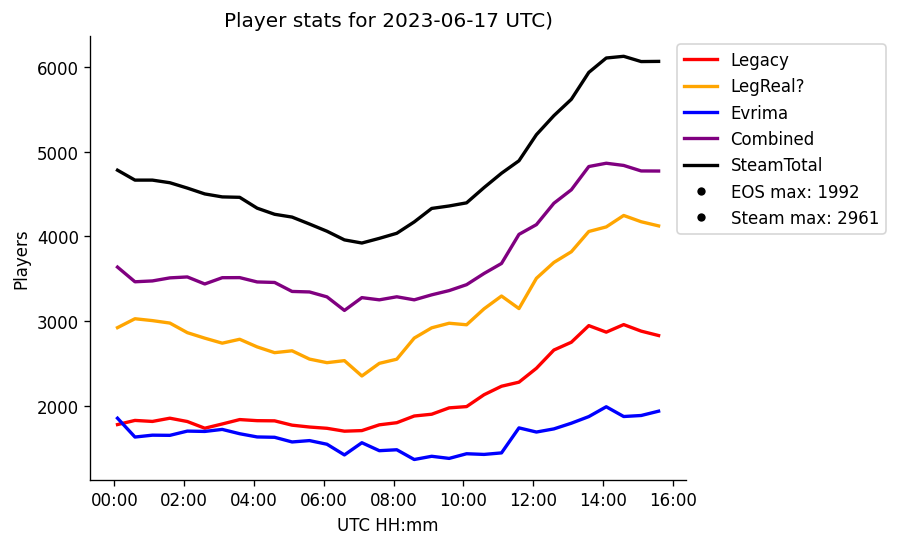 Player stats for 2023-06-17 UTC)
Legacy
LegReal?
Evrima
Combined
SteamTotal
EOS max: 1992
Steam max: 2961
Players
6000
5000
4000
3000
2000
00:00 02:00 04:00 06:00 08:00 10:00 12:00 14:00 16:00
UTC HH:mm